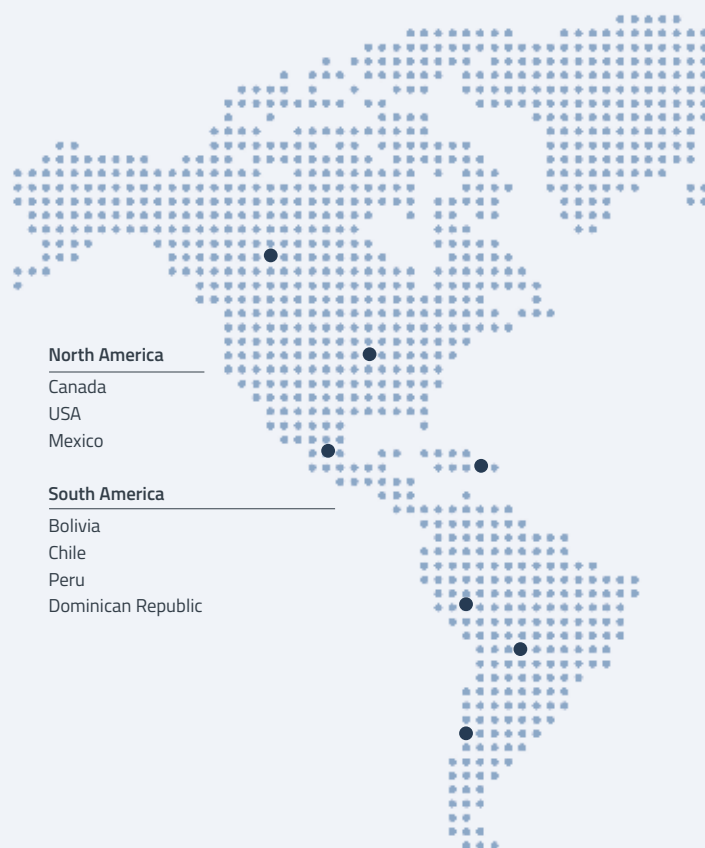 North America
Canada
USA
Mexico
South America
Bolivia
Chile
Peru
Dominican Republic